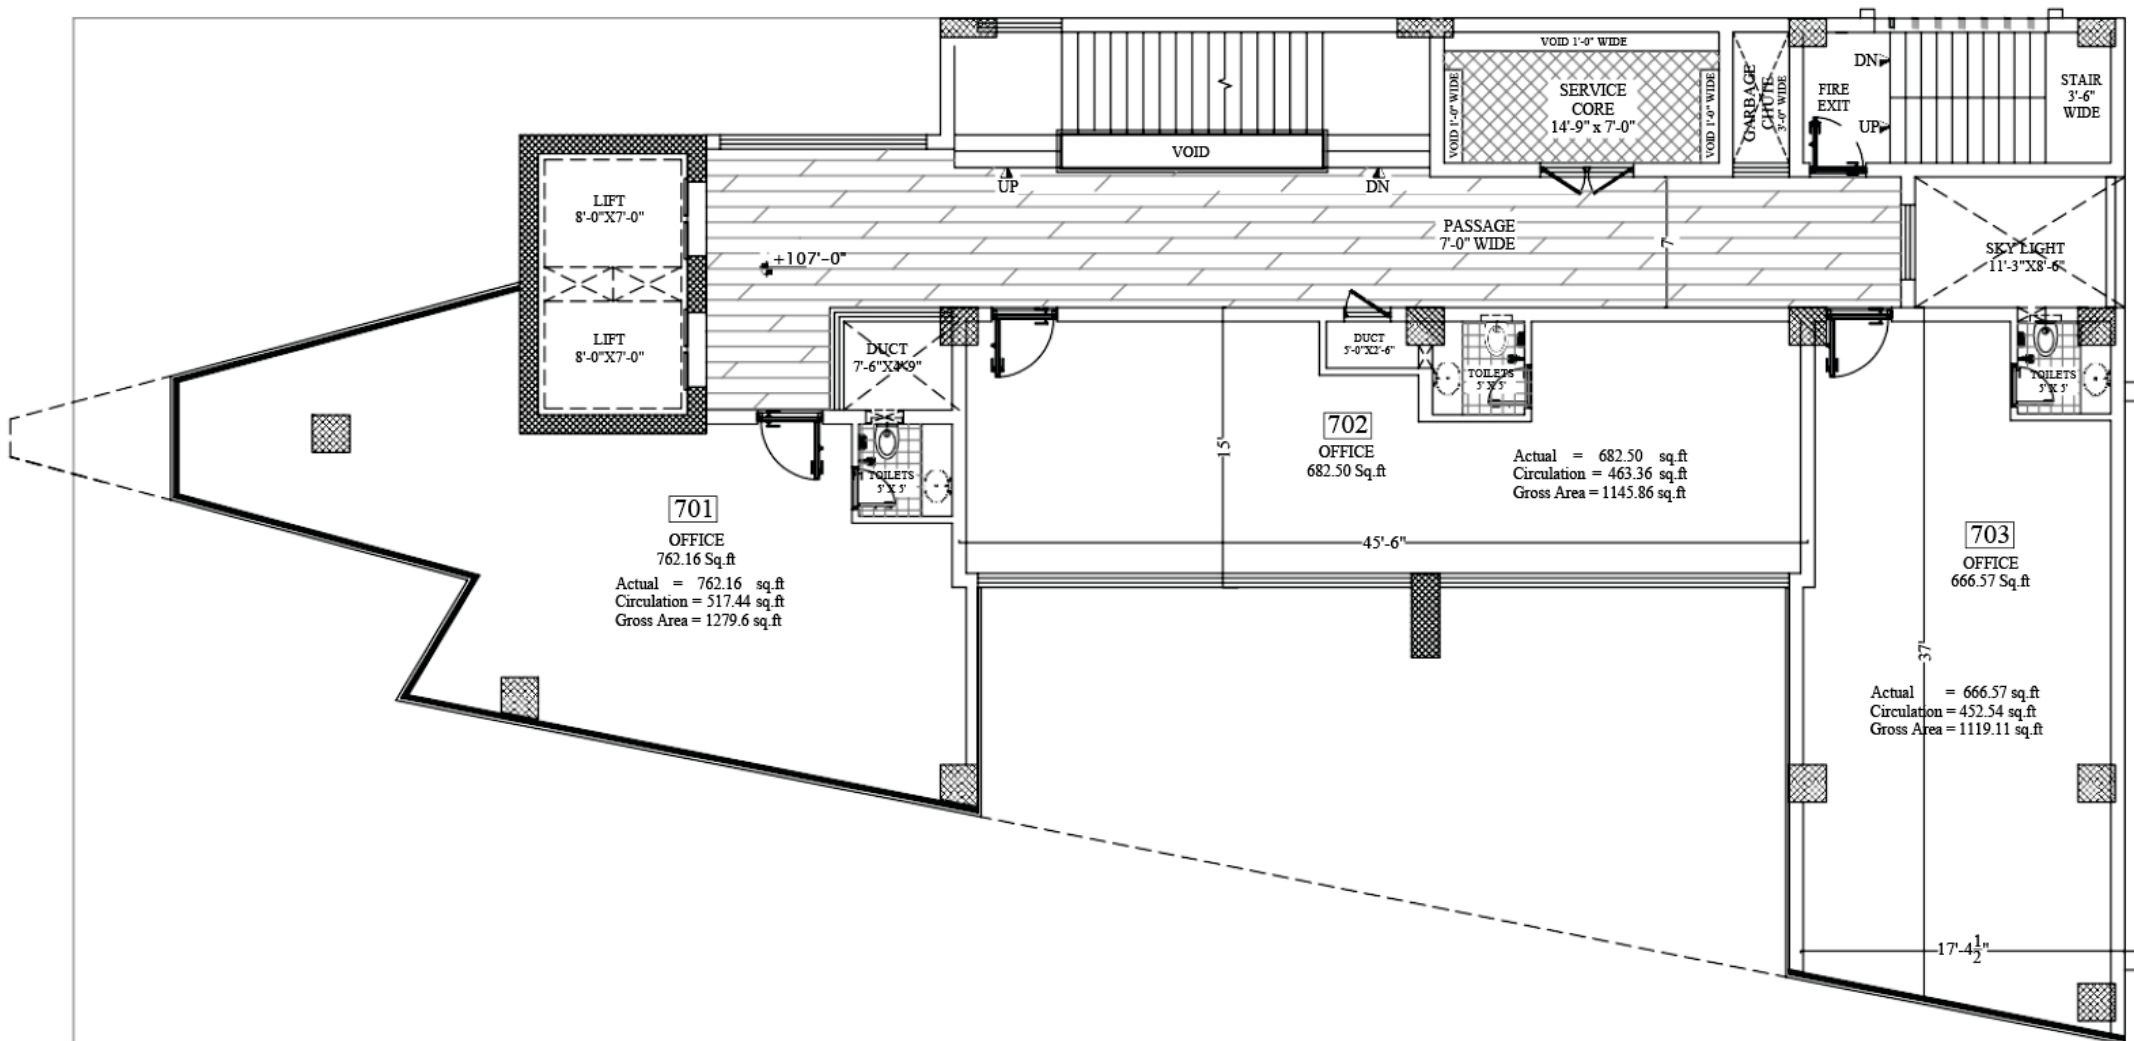 VOID 1'-0" WIDE
VOID 1'-0" WIDE
SERVICE
CORE
14'-9" x 7'-0"
VOID 1'-0" WIDE
GARBAGE
CHUTE
3'-0" WIDE
FIRE
EXIT
DN
UP
STAIR
3'-6"
WIDE
VOID
UP
DN
LIFT
8'-0"X7'-0"
PASSAGE
7'-0" WIDE
7'
+107'-0"
SKY LIGHT
11'-3"X8'-6"
LIFT
8'-0"X7'-0"
DUCT
7'-6"X4'-9"
DUCT
5'-0"X2'-6"
TOILETS
5' X 5'
TOILETS
5' X 5'
TOILETS
5' X 5'
702
OFFICE
682.50 Sq.ft
15'
Actual = 682.50 sq.ft
Circulation = 463.36 sq.ft
Gross Area = 1145.86 sq.ft
45'-6"
701
OFFICE
762.16 Sq.ft
Actual = 762.16 sq.ft
Circulation = 517.44 sq.ft
Gross Area = 1279.6 sq.ft
703
OFFICE
666.57 Sq.ft
37'
Actual = 666.57 sq.ft
Circulation = 452.54 sq.ft
Gross Area = 1119.11 sq.ft
17'-4 1/2"